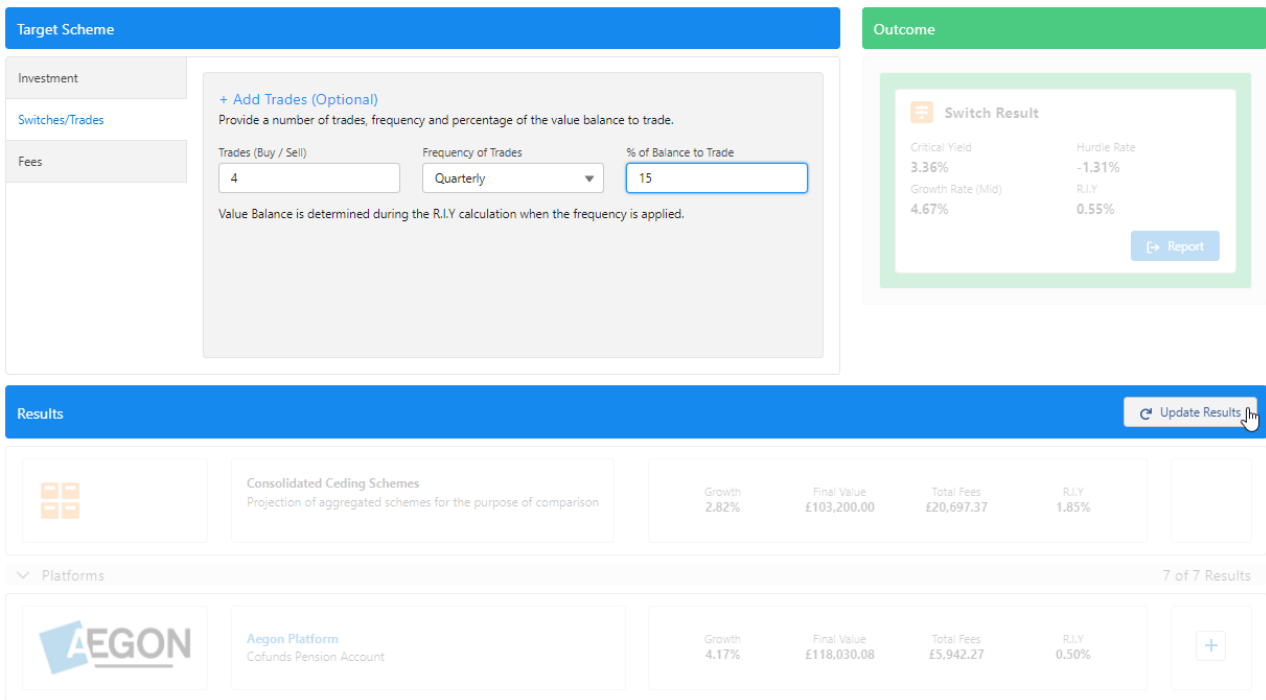 Target Scheme
Investment
Switches/Trades
Fees
+ Add Trades (Optional)
Provide a number of trades, frequency and percentage of the value balance to trade.
Trades (Buy / Sell)
Frequency of Trades
% of Balance to Trade
4
Quarterly
15
Value Balance is determined during the R.I.Y calculation when the frequency is applied.
Outcome
Switch Result
Critical Yield
Hurdle Rate
3.36%
-1.31%
Growth Rate (Mid)
R.I.Y
4.67%
0.55%
Report
Results
Update Results
Consolidated Ceding Schemes
Projection of aggregated schemes for the purpose of comparison
Growth
Final Value
Total Fees
R.I.Y
2.82%
£103,200.00
£20,697.37
1.85%
Platforms
7 of 7 Results
AEGON
Aegon Platform
Cofunds Pension Account
Growth
Final Value
Total Fees
R.I.Y
4.17%
£118,030.08
£5,942.27
0.50%